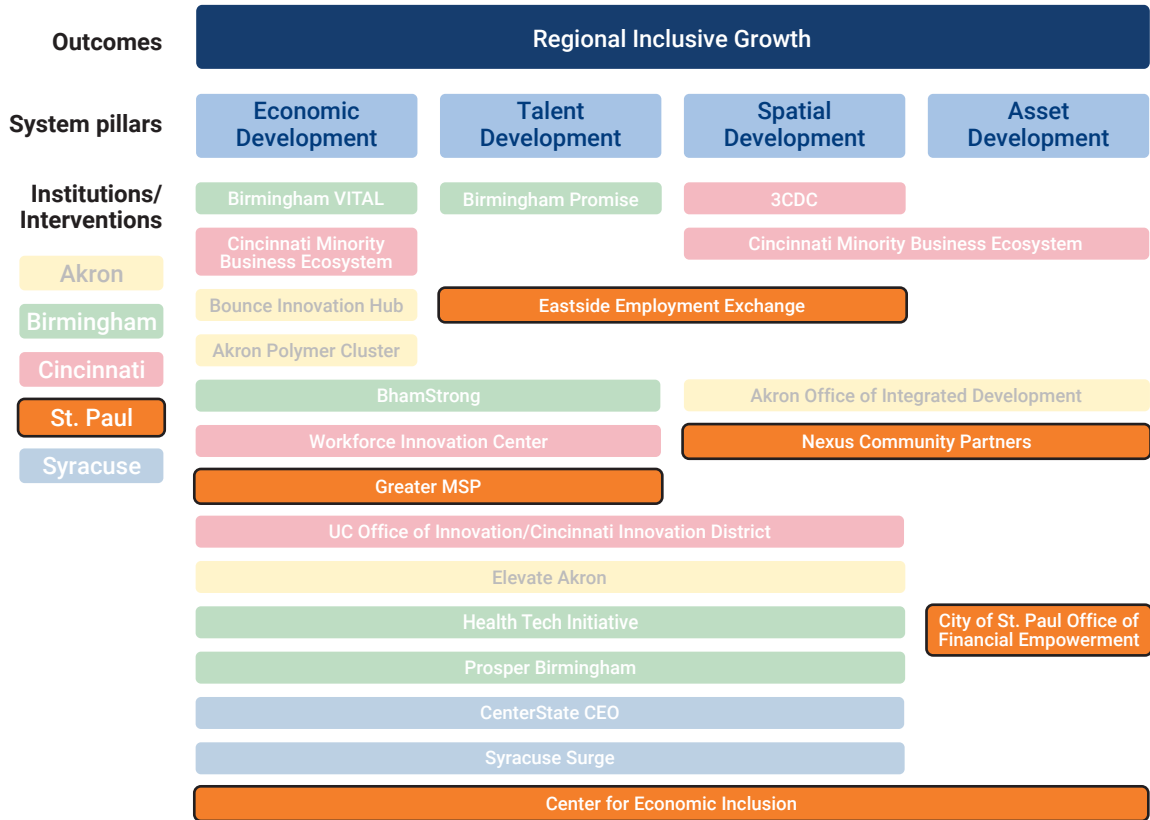 Outcomes
Regional Inclusive Growth
System pillars
Economic
Development
Talent
Development
Spatial
Development
Asset
Development
Institutions/
Interventions
Akron
Birmingham
Cincinnati
St. Paul
Syracuse
Birmingham VITAL
Birmingham Promise
3CDC
Cincinnati Minority
Business Ecosystem
Cincinnati Minority Business Ecosystem
Bounce Innovation Hub
Eastside Employment Exchange
Akron Polymer Cluster
BhamStrong
Akron Office of Integrated Development
Workforce Innovation Center
Nexus Community Partners
Greater MSP
UC Office of Innovation/Cincinnati Innovation District
Elevate Akron
Health Tech Initiative
City of St. Paul Office of
Financial Empowerment
Prosper Birmingham
CenterState CEO
Syracuse Surge
Center for Economic Inclusion